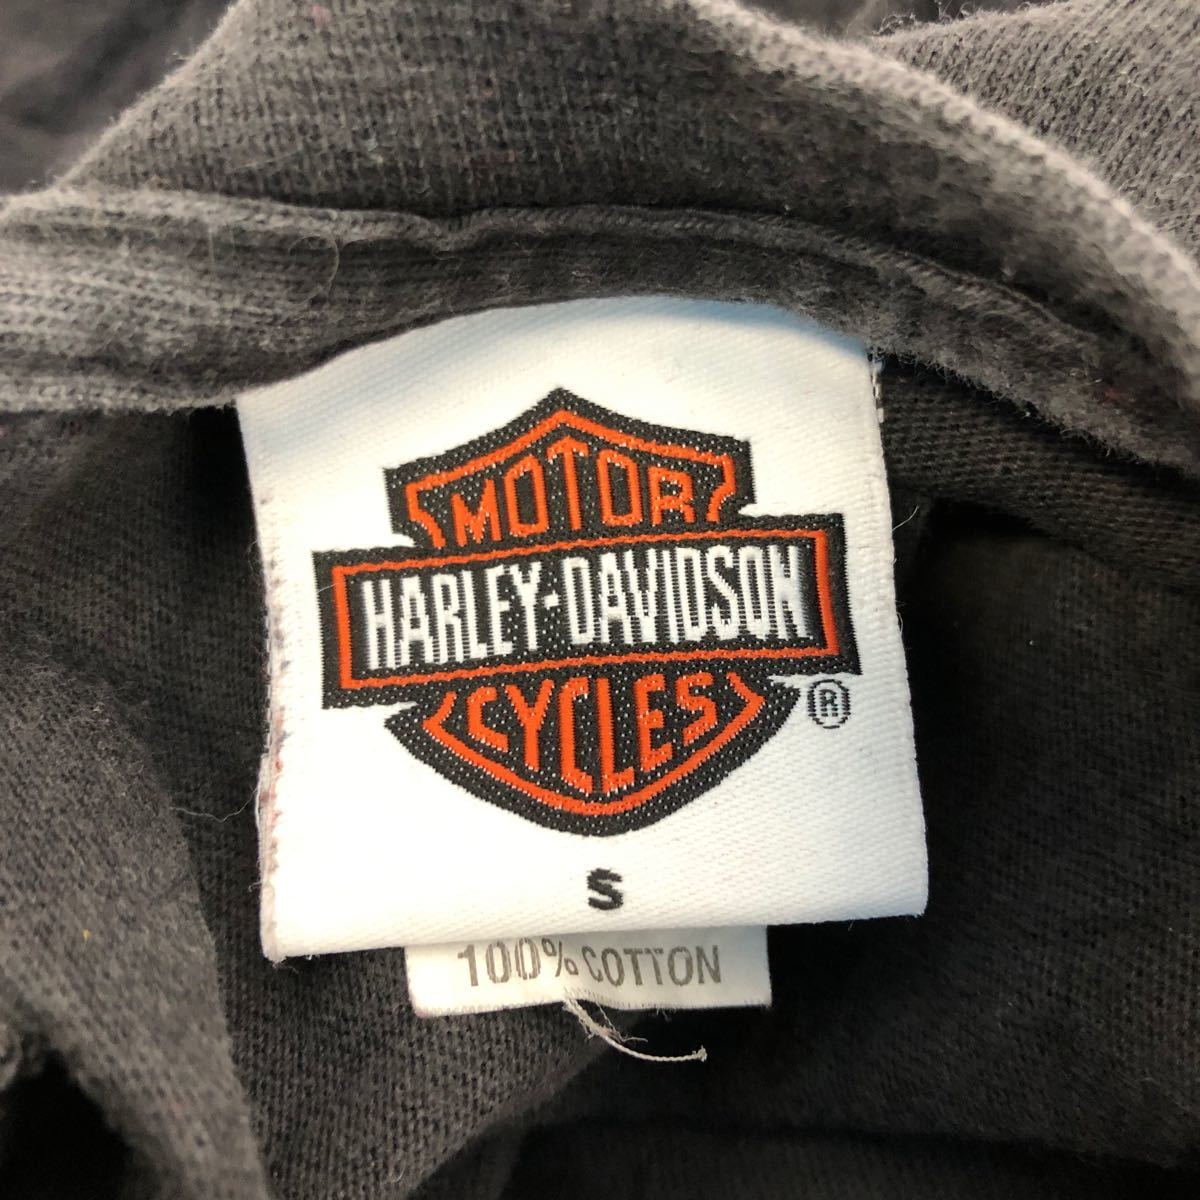 MOTOR
HARLEY-DAVIDSON
CYCLES
®
S
100% COTTON